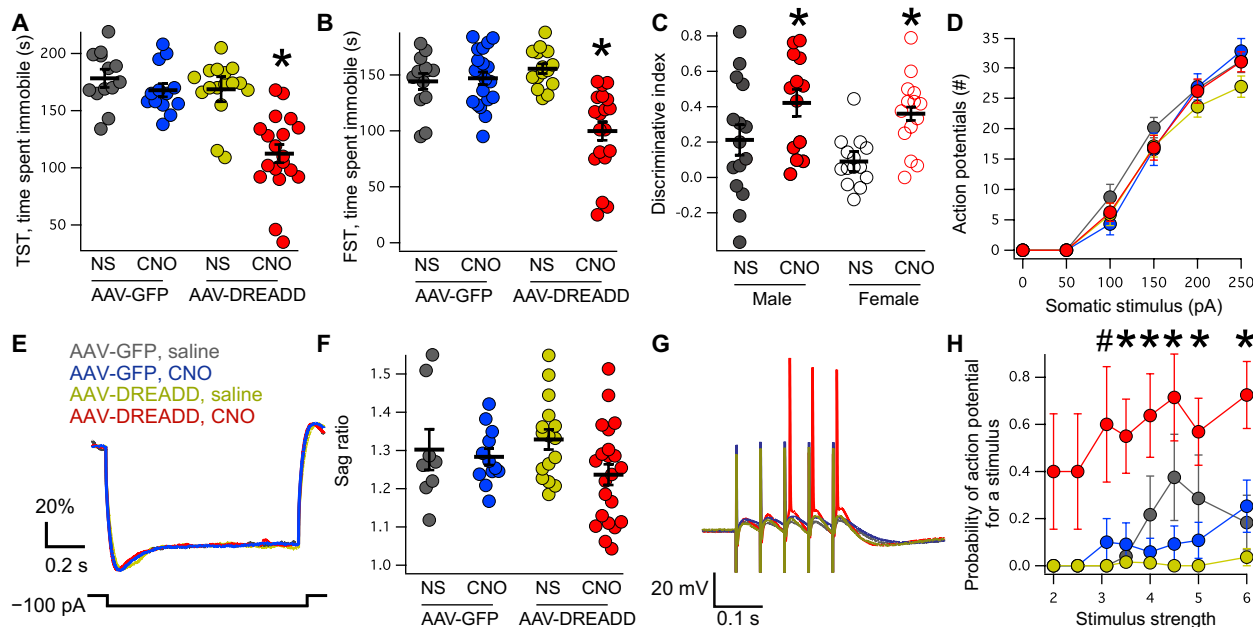 A
TST, time spent immobile (s)
200
150
100
50
*
NS CNO NS CNO
AAV-GFP AAV-DREADD
B
FST, time spent immobile (s)
150
100
50
0
*
NS CNO NS CNO
AAV-GFP AAV-DREADD
C
Discriminative index
0.8
0.6
0.4
0.2
0.0
-0.2
* *
NS CNO NS CNO
Male Female
D
Action potentials (#)
35
30
25
20
15
10
5
0
0 50 100 150 200 250
Somatic stimulus (pA)
E
AAV-GFP, saline
AAV-GFP, CNO
AAV-DREADD, saline
AAV-DREADD, CNO
20%
0.2 s
−100 pA
F
Sag ratio
1.5
1.4
1.3
1.2
1.1
1.0
NS CNO NS CNO
AAV-GFP AAV-DREADD
G
20 mV
0.1 s
H
# * * * * *
Probability of action potential
for a stimulus
0.8
0.6
0.4
0.2
0.0
2 3 4 5 6
Stimulus strength